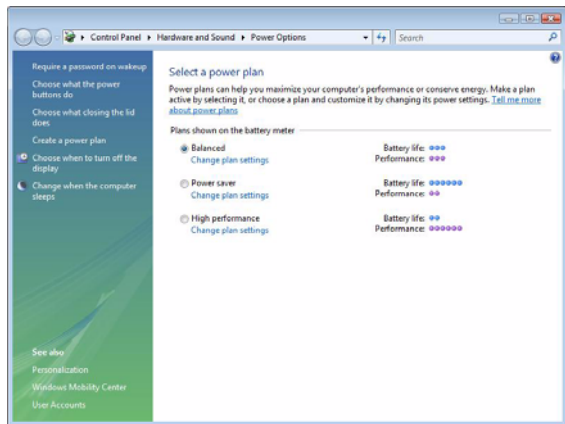 Control Panel ▸ Hardware and Sound ▸ Power Options
Search
Require a password on wakeup
Choose what the power
buttons do
Choose what closing the lid
does
Create a power plan
Choose when to turn off the
display
Change when the computer
sleeps
See also
Personalization
Windows Mobility Center
User Accounts
Select a power plan
Power plans can help you maximize your computer's performance or conserve energy. Make a plan
active by selecting it, or choose a plan and customize it by changing its power settings. Tell me more
about power plans
Plans shown on the battery meter
Balanced Battery life:
Change plan settings Performance:
Power saver Battery life:
Change plan settings Performance:
High performance Battery life:
Change plan settings Performance: